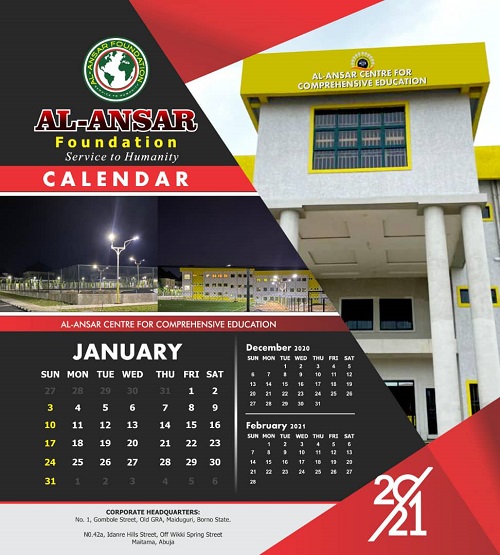 AL-ANSAR FOUNDATION
SERVICE TO HUMANITY
AL-ANSAR
Foundation
Service to Humanity
CALENDAR
AL-ANSAR CENTRE FOR
COMPREHENSIVE EDUCATION
AL-ANSAR CENTRE FOR COMPREHENSIVE EDUCATION
JANUARY
SUN MON TUE WED THU FRI SAT
27 28 29 30 31 1 2
3 4 5 6 7 8 9
10 11 12 13 14 15 16
17 18 19 20 21 22 23
24 25 26 27 28 29 30
31 1 2 3 4 5 6
December 2020
SUN MON TUE WED THU FRI SAT
1 2 3 4 5
6 7 8 9 10 11 12
13 14 15 16 17 18 19
20 21 22 23 24 25 26
27 28 29 30 31
February 2021
SUN MON TUE WED THU FRI SAT
1 2 3 4 5 6
7 8 9 10 11 12 13
14 15 16 17 18 19 20
21 22 23 24 25 26 27
28
20/21
CORPORATE HEADQUARTERS:
No. 1, Gombole Street, Old GRA, Maiduguri, Borno State.
N0.42a, Idanre Hills Street, Off Wikki Spring Street
Maitama, Abuja